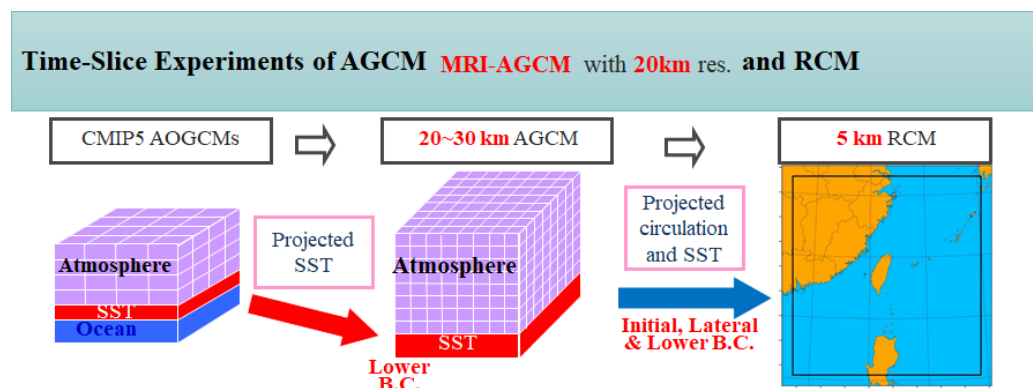 Time-Slice Experiments of AGCM MRI-AGCM with 20km res. and RCM
CMIP5 AOGCMs
20~30 km AGCM
5 km RCM
Projected
SST
Projected
circulation
and SST
Atmosphere
SST
Ocean
Atmosphere
SST
Lower
B.C.
Initial, Lateral
& Lower B.C.